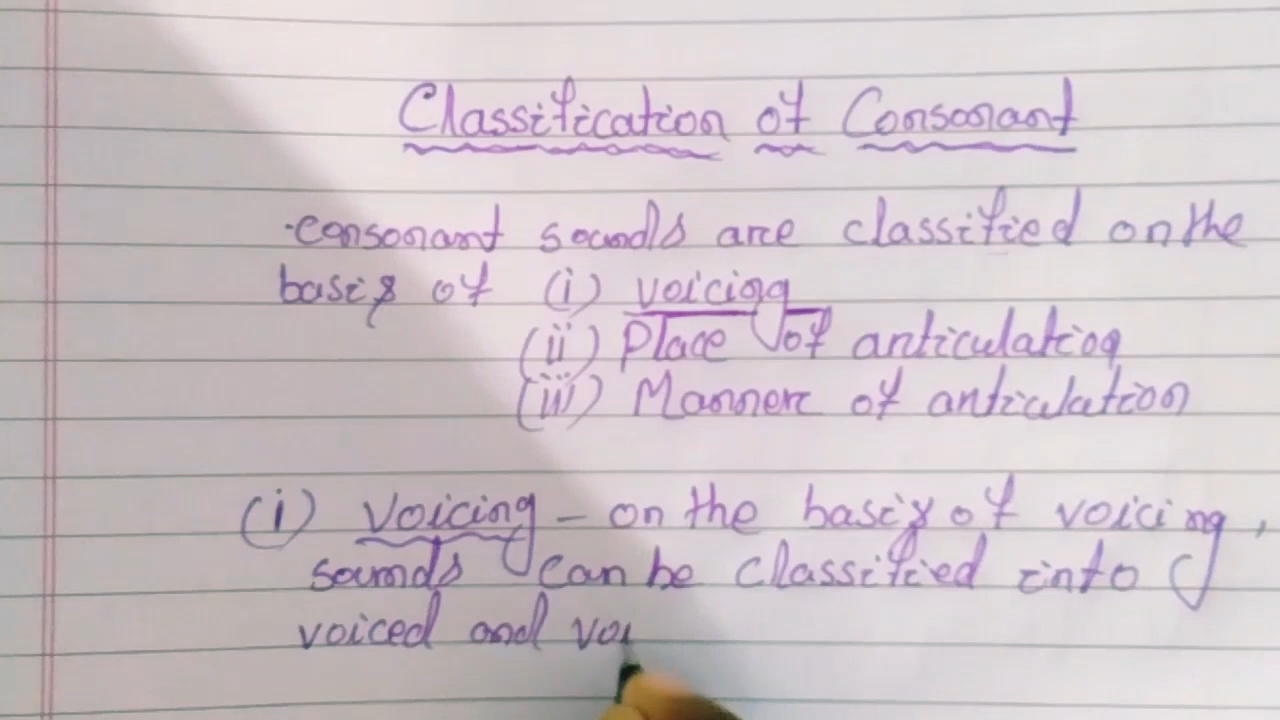 Classification of Consonant
consonant sounds are classified on the
basis of (i) voicing
(ii) Place of articulation
(iii) Manner of articulation
(i) Voicing - on the basis of voicing,
sounds can be classified into
voiced and voi